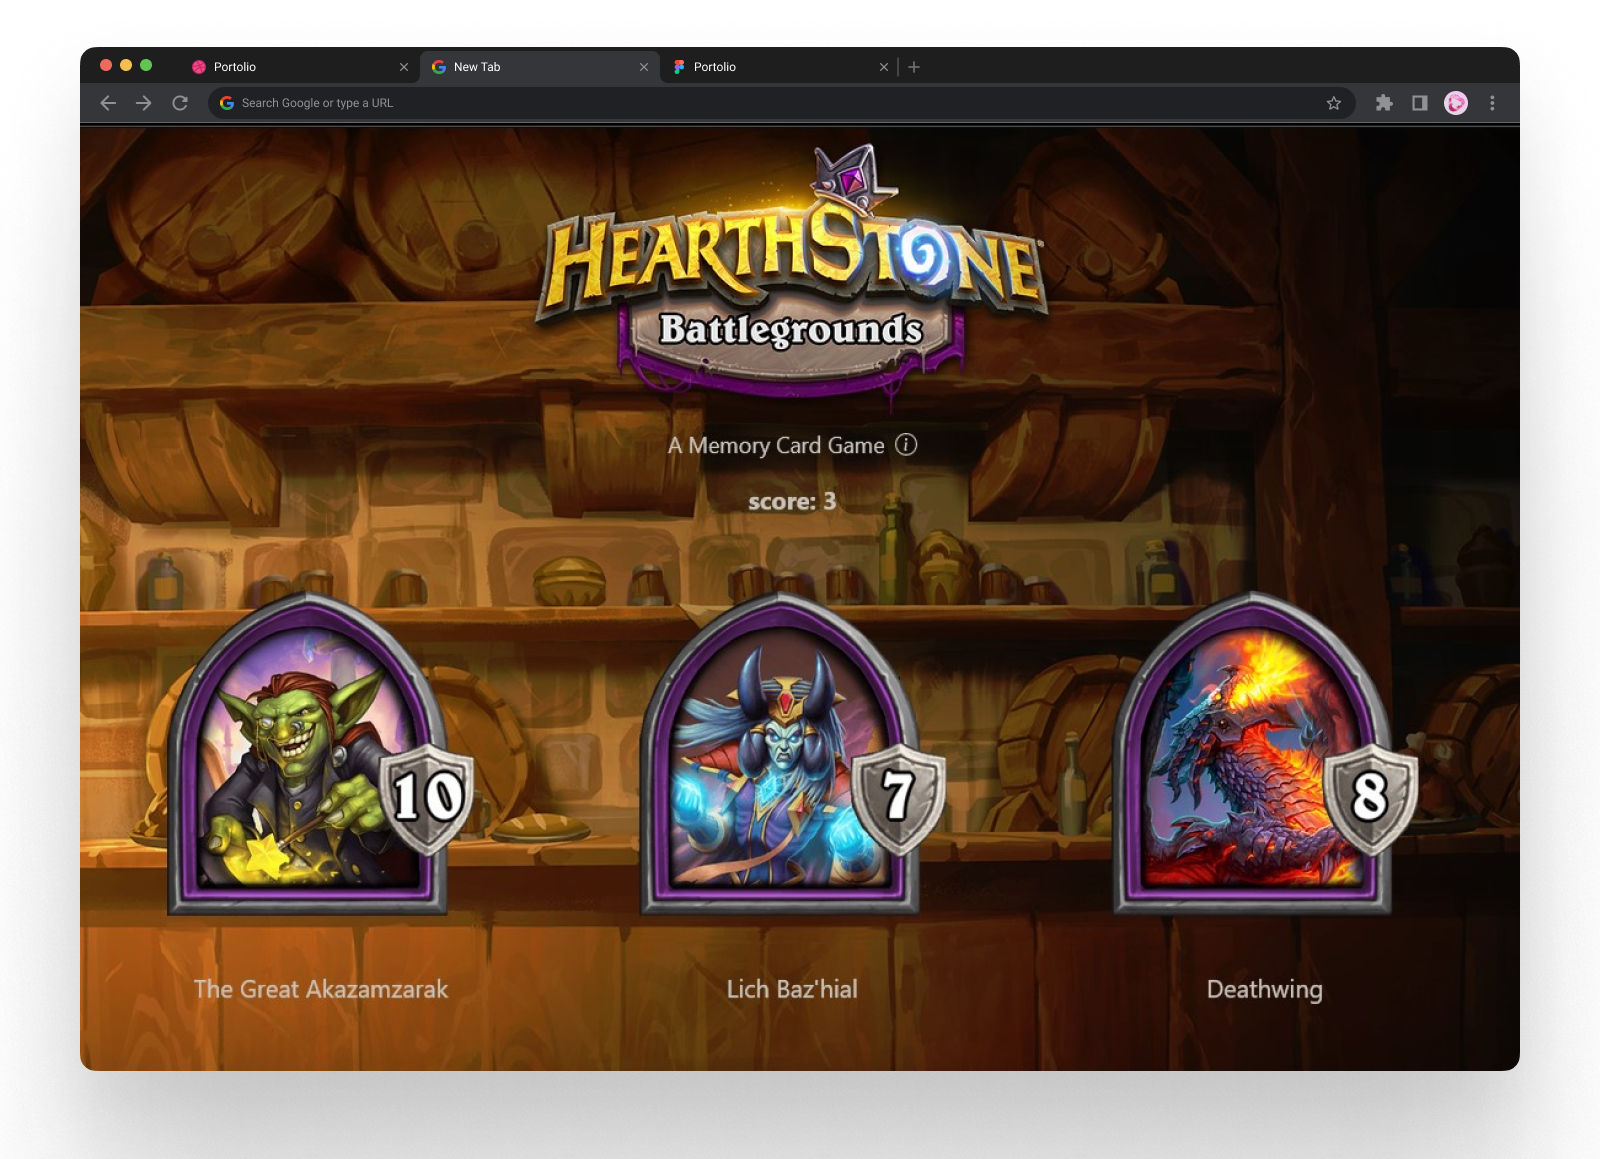 Portolio
New Tab
Portolio
Search Google or type a URL
HEARTHSTONE
Battlegrounds
A Memory Card Game
score: 3
10
7
8
The Great Akazamzarak
Lich Baz'hial
Deathwing